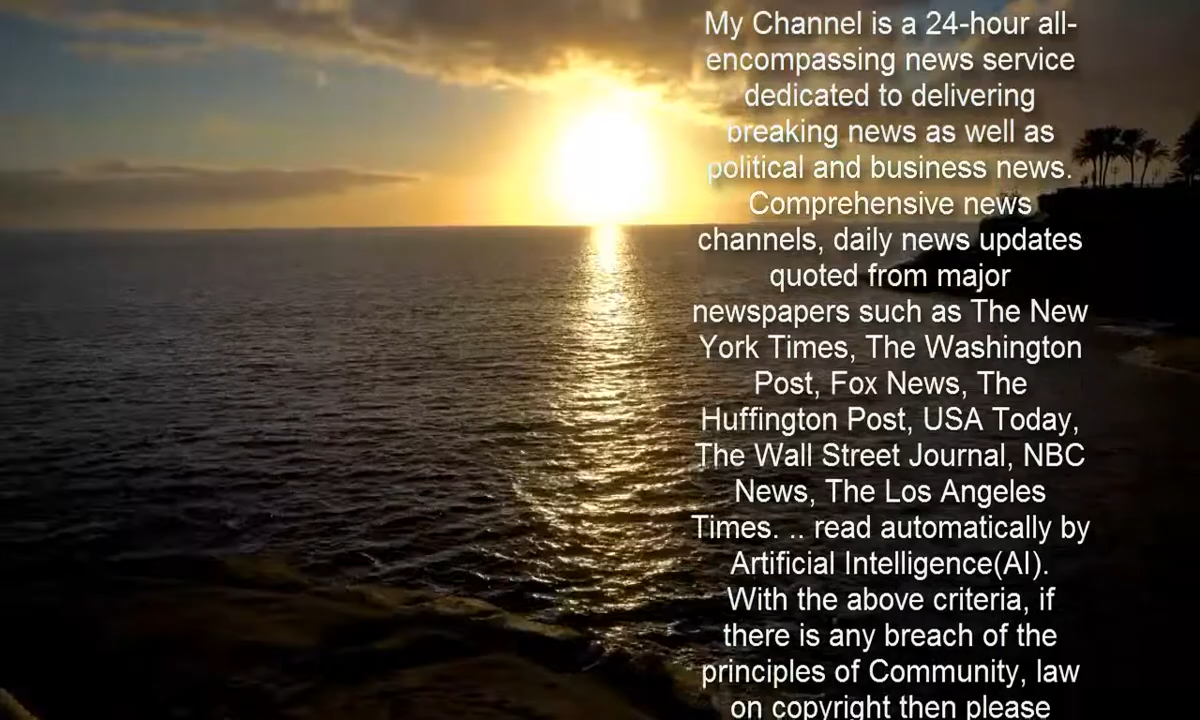 My Channel is a 24-hour all-
encompassing news service
dedicated to delivering
breaking news as well as
political and business news.
Comprehensive news
channels, daily news updates
quoted from major
newspapers such as The New
York Times, The Washington
Post, Fox News, The
Huffington Post, USA Today,
The Wall Street Journal, NBC
News, The Los Angeles
Times. .. read automatically by
Artificial Intelligence(AI).
With the above criteria, if
there is any breach of the
principles of Community, law
on copyright then please